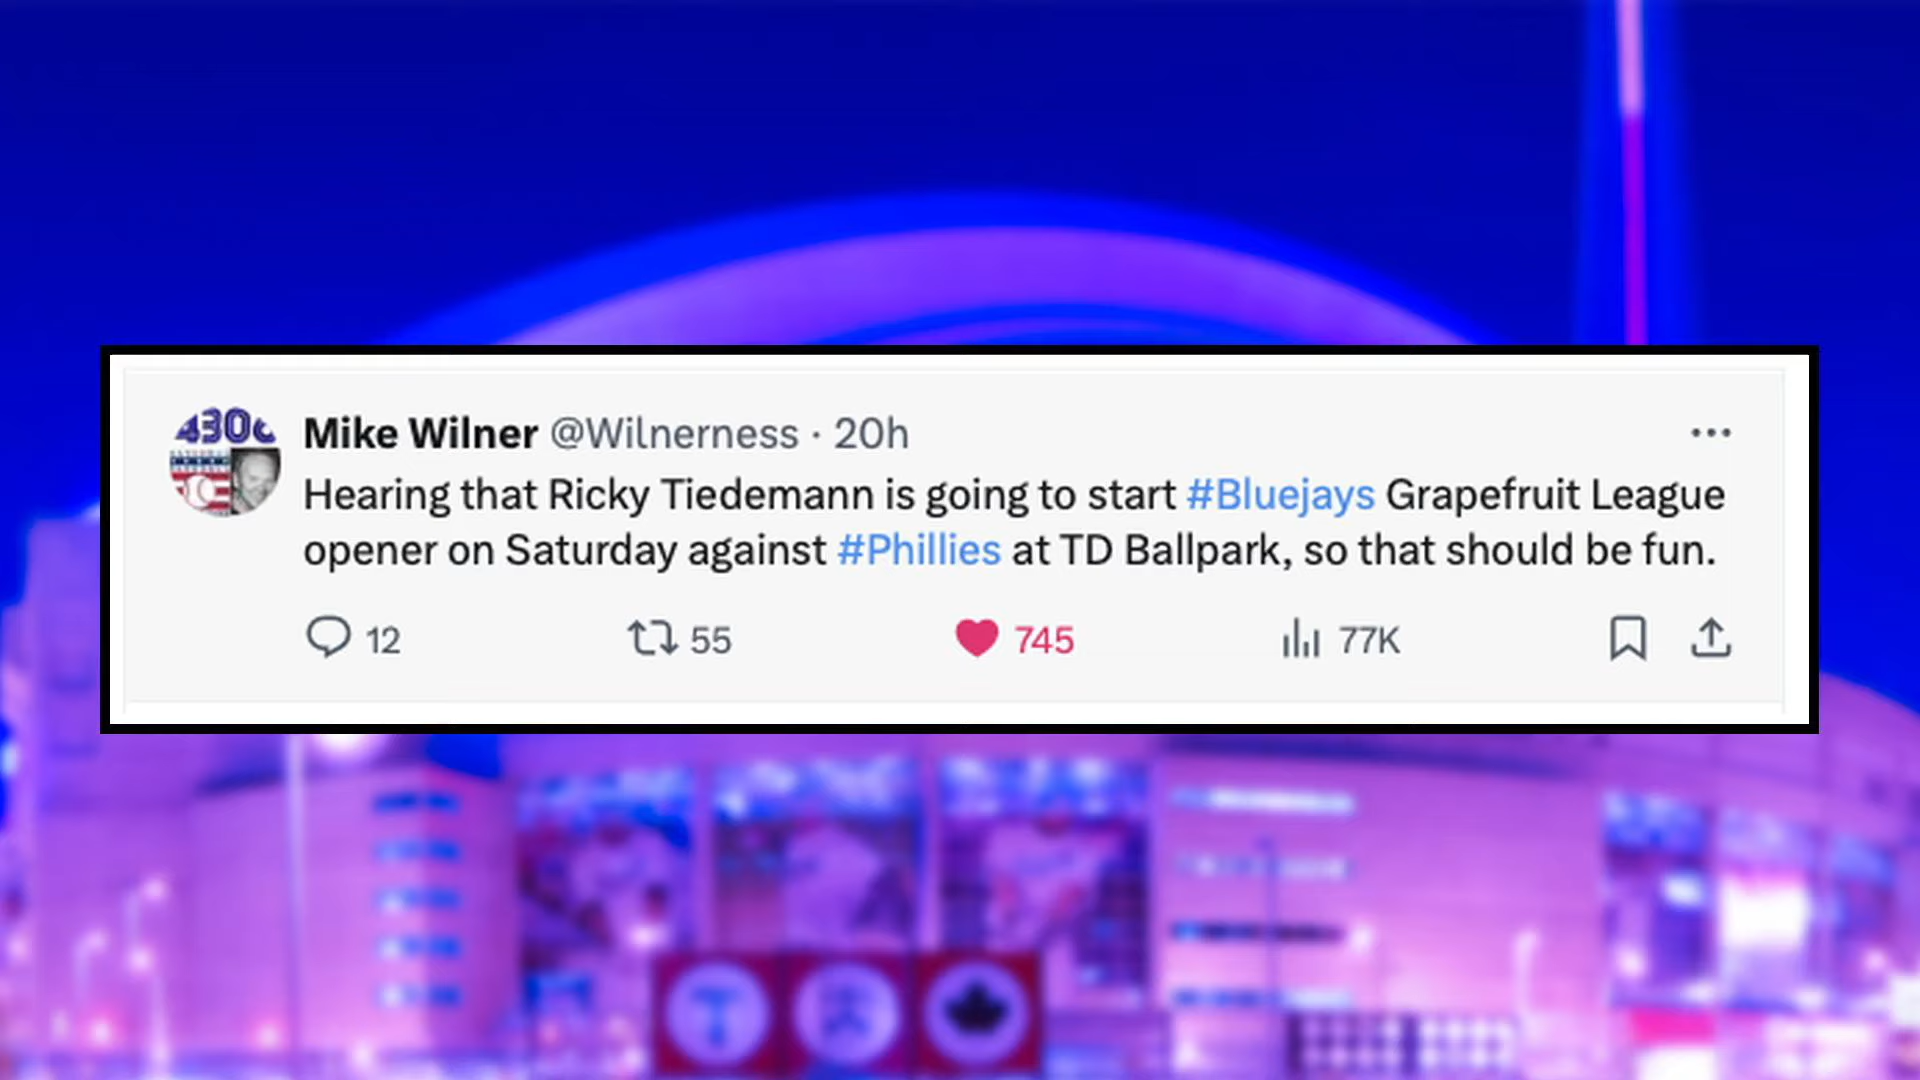 430
Mike Wilner @Wilnerness · 20h
Hearing that Ricky Tiedemann is going to start #Bluejays Grapefruit League
opener on Saturday against #Phillies at TD Ballpark, so that should be fun.
12 55 745 77K